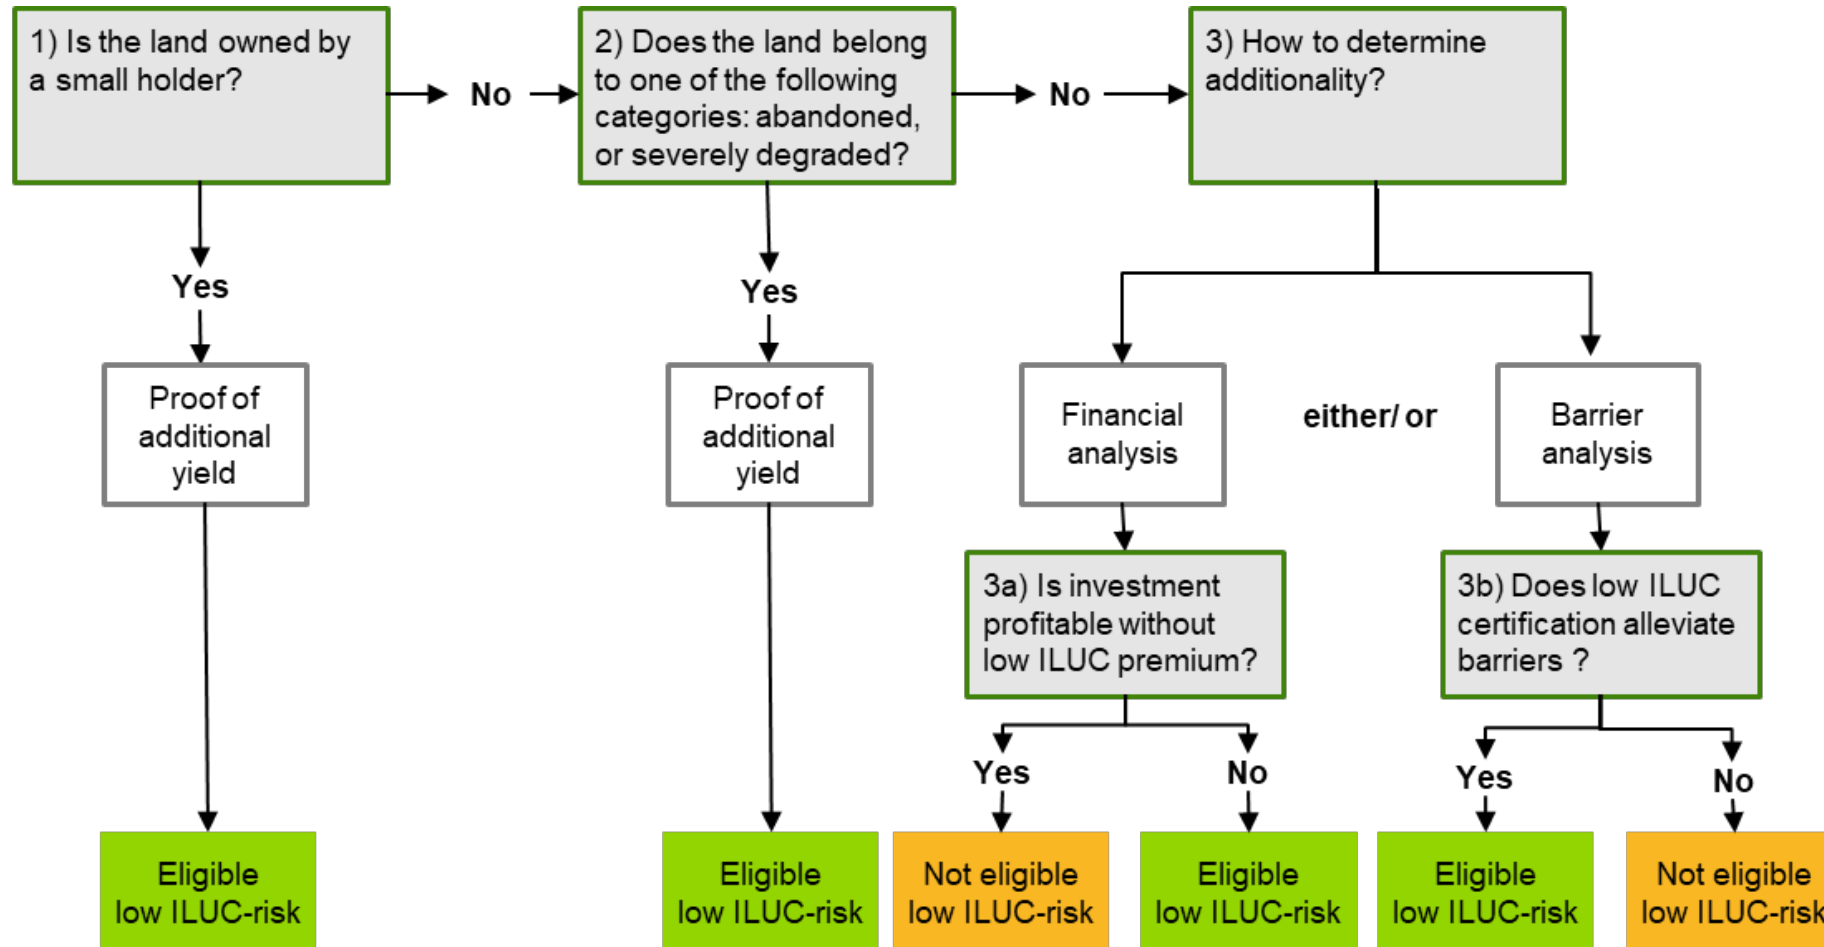 1) Is the land owned by
a small holder?
No
2) Does the land belong
to one of the following
categories: abandoned,
or severely degraded?
No
3) How to determine
additionality?
Yes
Yes
Proof of
additional
yield
Proof of
additional
yield
Financial
analysis
either/ or
Barrier
analysis
3a) Is investment
profitable without
low ILUC premium?
3b) Does low ILUC
certification alleviate
barriers ?
Yes
No
Yes
No
Eligible
low ILUC-risk
Eligible
low ILUC-risk
Not eligible
low ILUC-risk
Eligible
low ILUC-risk
Eligible
low ILUC-risk
Not eligible
low ILUC-risk